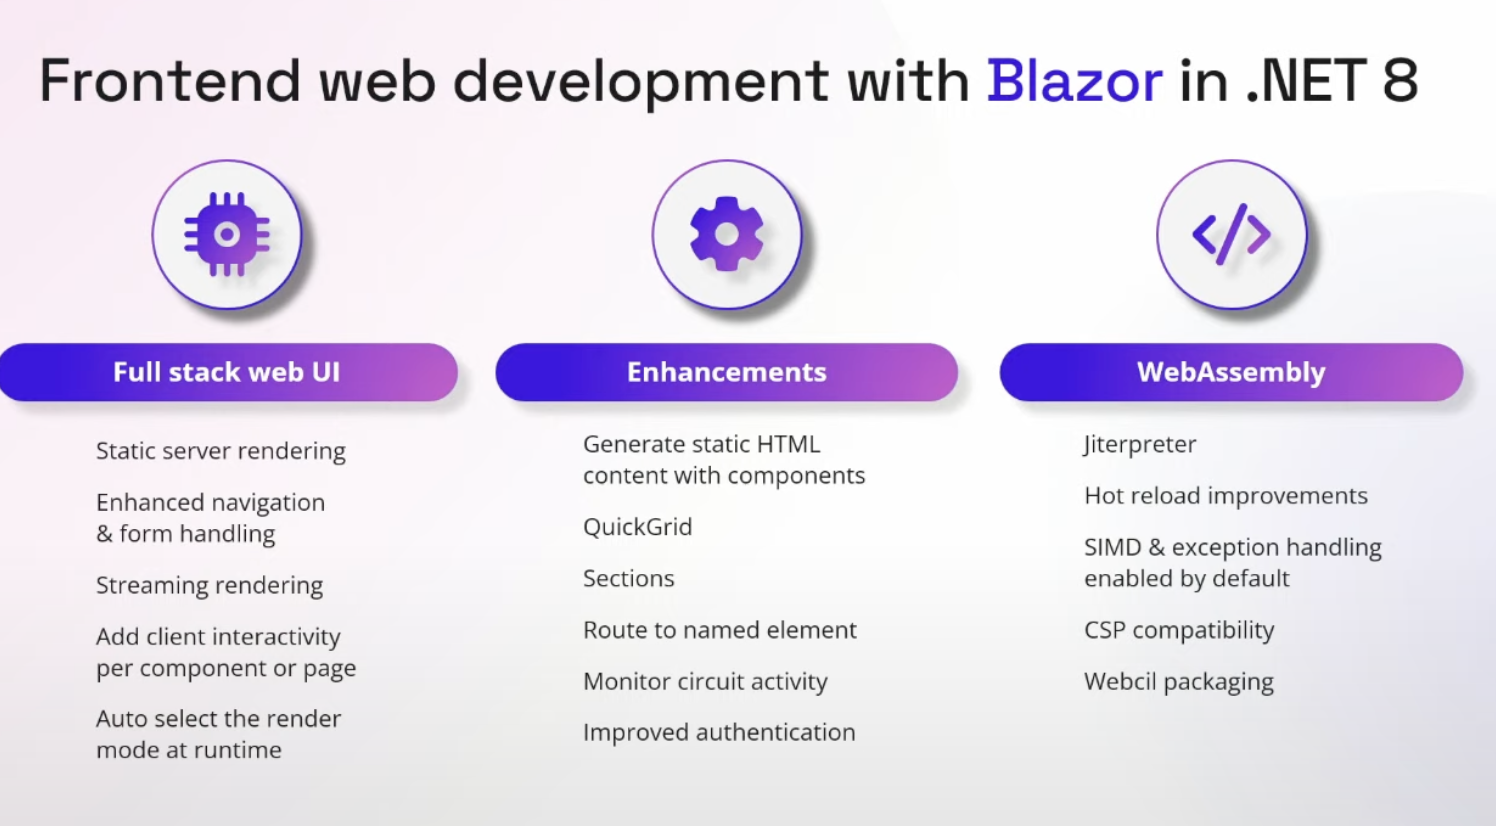 Frontend web development with Blazor in .NET 8
Full stack web UI
Static server rendering
Enhanced navigation
& form handling
Streaming rendering
Add client interactivity
per component or page
Auto select the render
mode at runtime
Enhancements
Generate static HTML
content with components
QuickGrid
Sections
Route to named element
Monitor circuit activity
Improved authentication
WebAssembly
Jiterpreter
Hot reload improvements
SIMD & exception handling
enabled by default
CSP compatibility
Webcil packaging